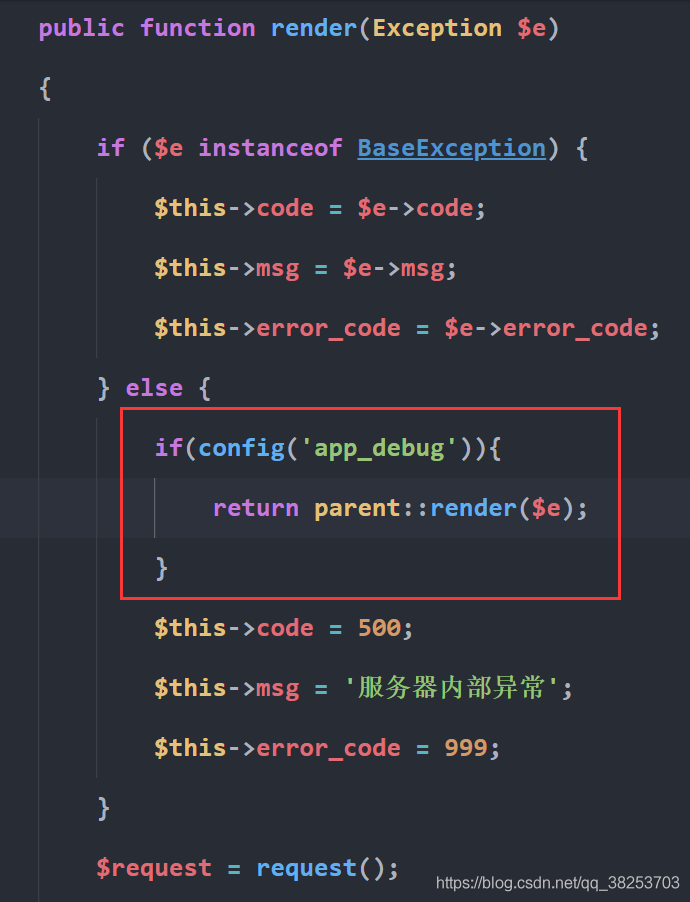 public function render(Exception $e)
{
if ($e instanceof BaseException) {
$this->code = $e->code;
$this->msg = $e->msg;
$this->error_code = $e->error_code;
} else {
if(config('app_debug')){
return parent::render($e);
}
$this->code = 500;
$this->msg = '服务器内部异常';
$this->error_code = 999;
}
$request = request();
https://blog.csdn.net/qq_38253703